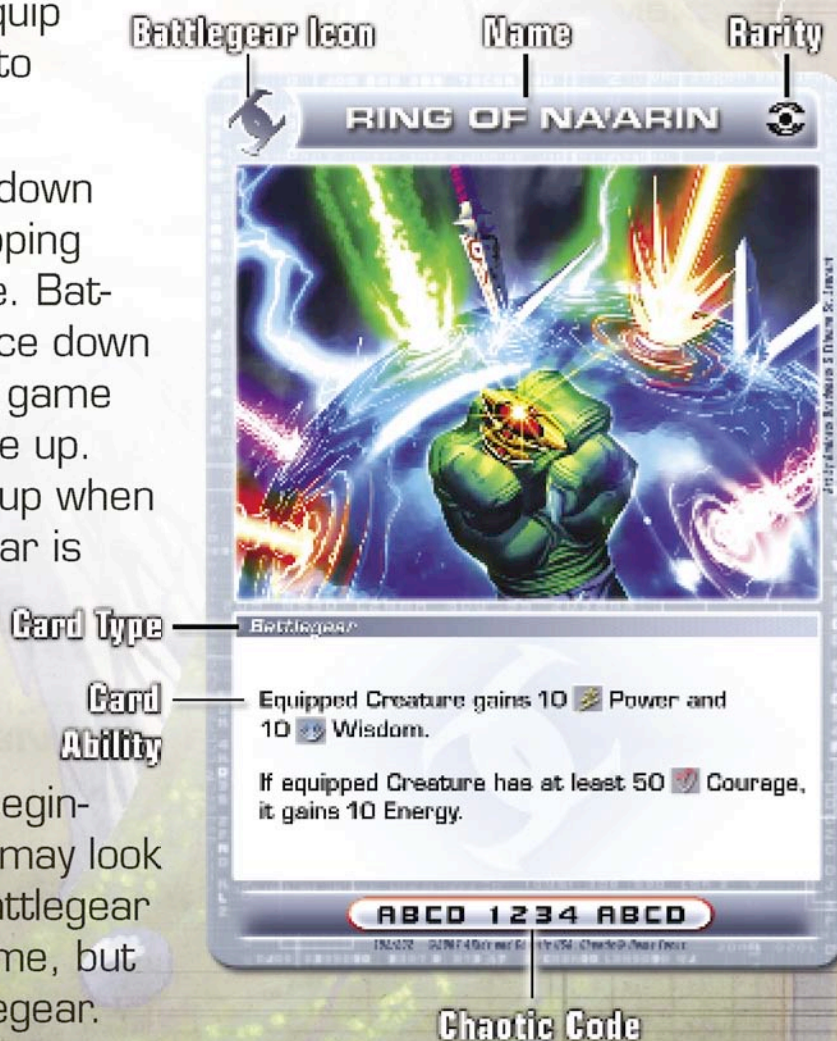 quip
to
down
pping
e. Bat-
ce down
game
e up.
up when
ar is
egin-
may look
attlegear
me, but
legear.
Battlegear Icon
Name
Rarity
RING OF NA'ARIN
Card Type
Battlegear
Card
Ability
Equipped Creature gains 10 Power and
10 Wisdom.
If equipped Creature has at least 50 Courage,
it gains 10 Energy.
ABCD 1234 ABCD
Chaotic Code